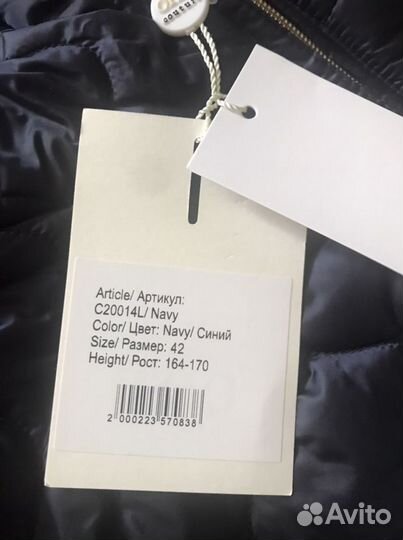 couture
Article/ Артикул:
C20014L/ Navy
Color/ Цвет: Navy/ Синий
Size/ Размер: 42
Height/ Рост: 164-170
2 000223 570838
Avito